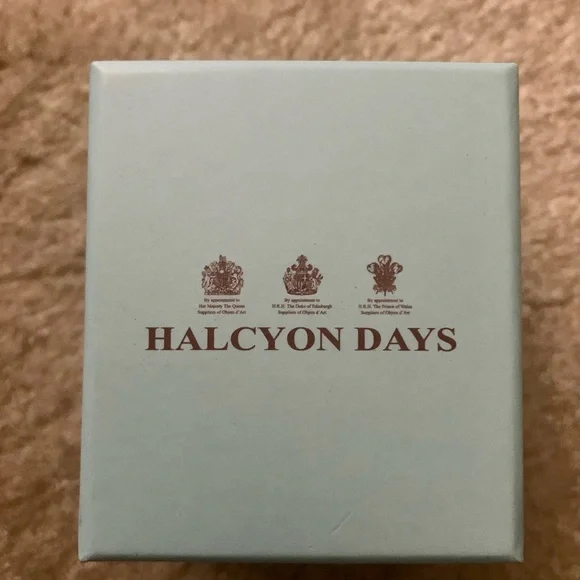 By appointment to
Her Majesty The Queen
Suppliers of Objets d'Art
By appointment to
H.R.H. The Duke of Edinburgh
Suppliers of Objets d'Art
By appointment to
H.R.H. The Prince of Wales
Suppliers of Objets d'Art
HALCYON DAYS